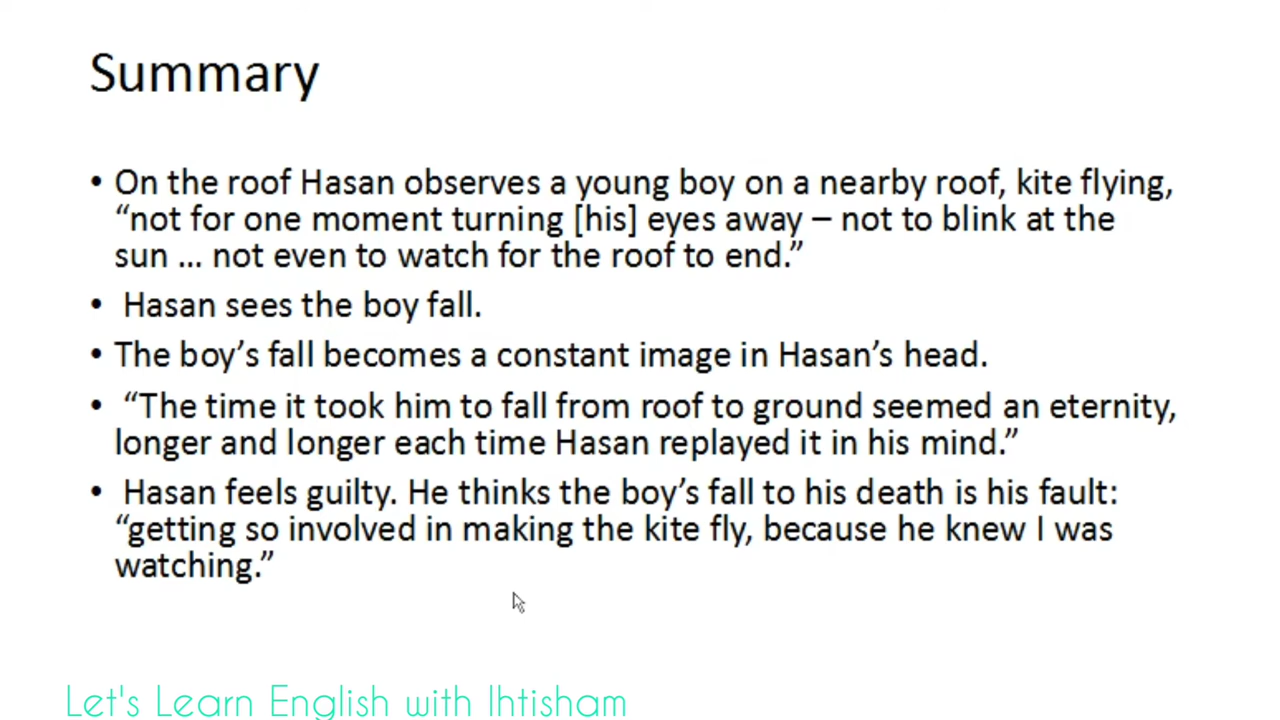 Summary
• On the roof Hasan observes a young boy on a nearby roof, kite flying,
“not for one moment turning [his] eyes away – not to blink at the
sun … not even to watch for the roof to end.”
• Hasan sees the boy fall.
• The boy’s fall becomes a constant image in Hasan’s head.
• “The time it took him to fall from roof to ground seemed an eternity,
longer and longer each time Hasan replayed it in his mind.”
• Hasan feels guilty. He thinks the boy’s fall to his death is his fault:
“getting so involved in making the kite fly, because he knew I was
watching.”
Let's Learn English with Ihtisham